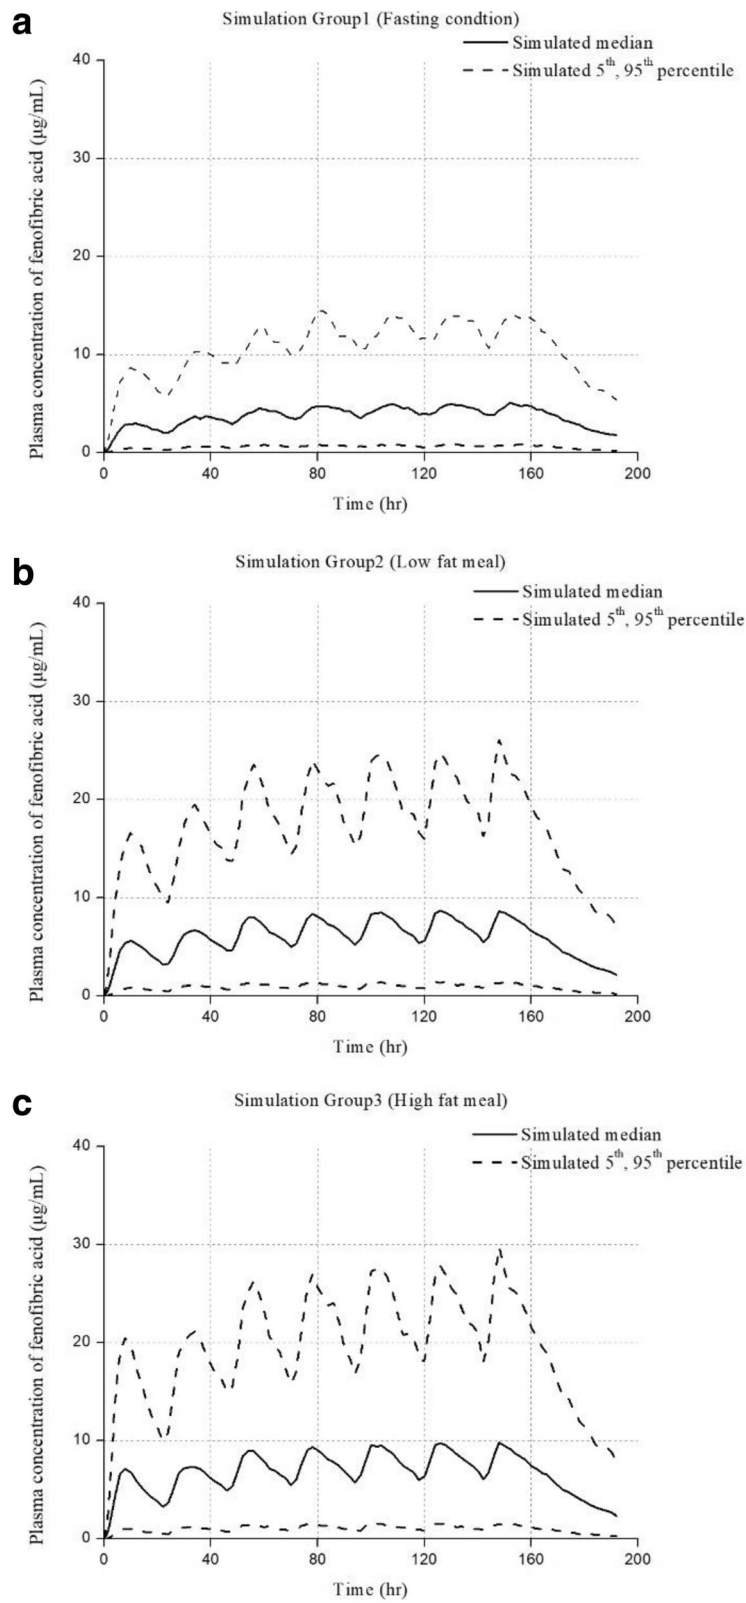 a
Simulation Group1 (Fasting condtion)
Simulated median
Simulated 5th, 95th percentile
Plasma concentration of fenofibric acid (µg/mL)
40
30
20
10
0
0 40 80 120 160 200
Time (hr)
b
Simulation Group2 (Low fat meal)
Simulated median
Simulated 5th, 95th percentile
Plasma concentration of fenofibric acid (µg/mL)
40
30
20
10
0
0 40 80 120 160 200
Time (hr)
c
Simulation Group3 (High fat meal)
Simulated median
Simulated 5th, 95th percentile
Plasma concentration of fenofibric acid (µg/mL)
40
30
20
10
0
0 40 80 120 160 200
Time (hr)